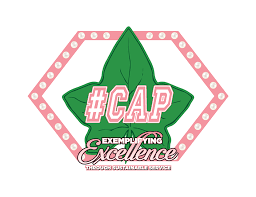 #CAP
EXEMPLIFYING
Excellence
THROUGH SUSTAINABLE SERVICE